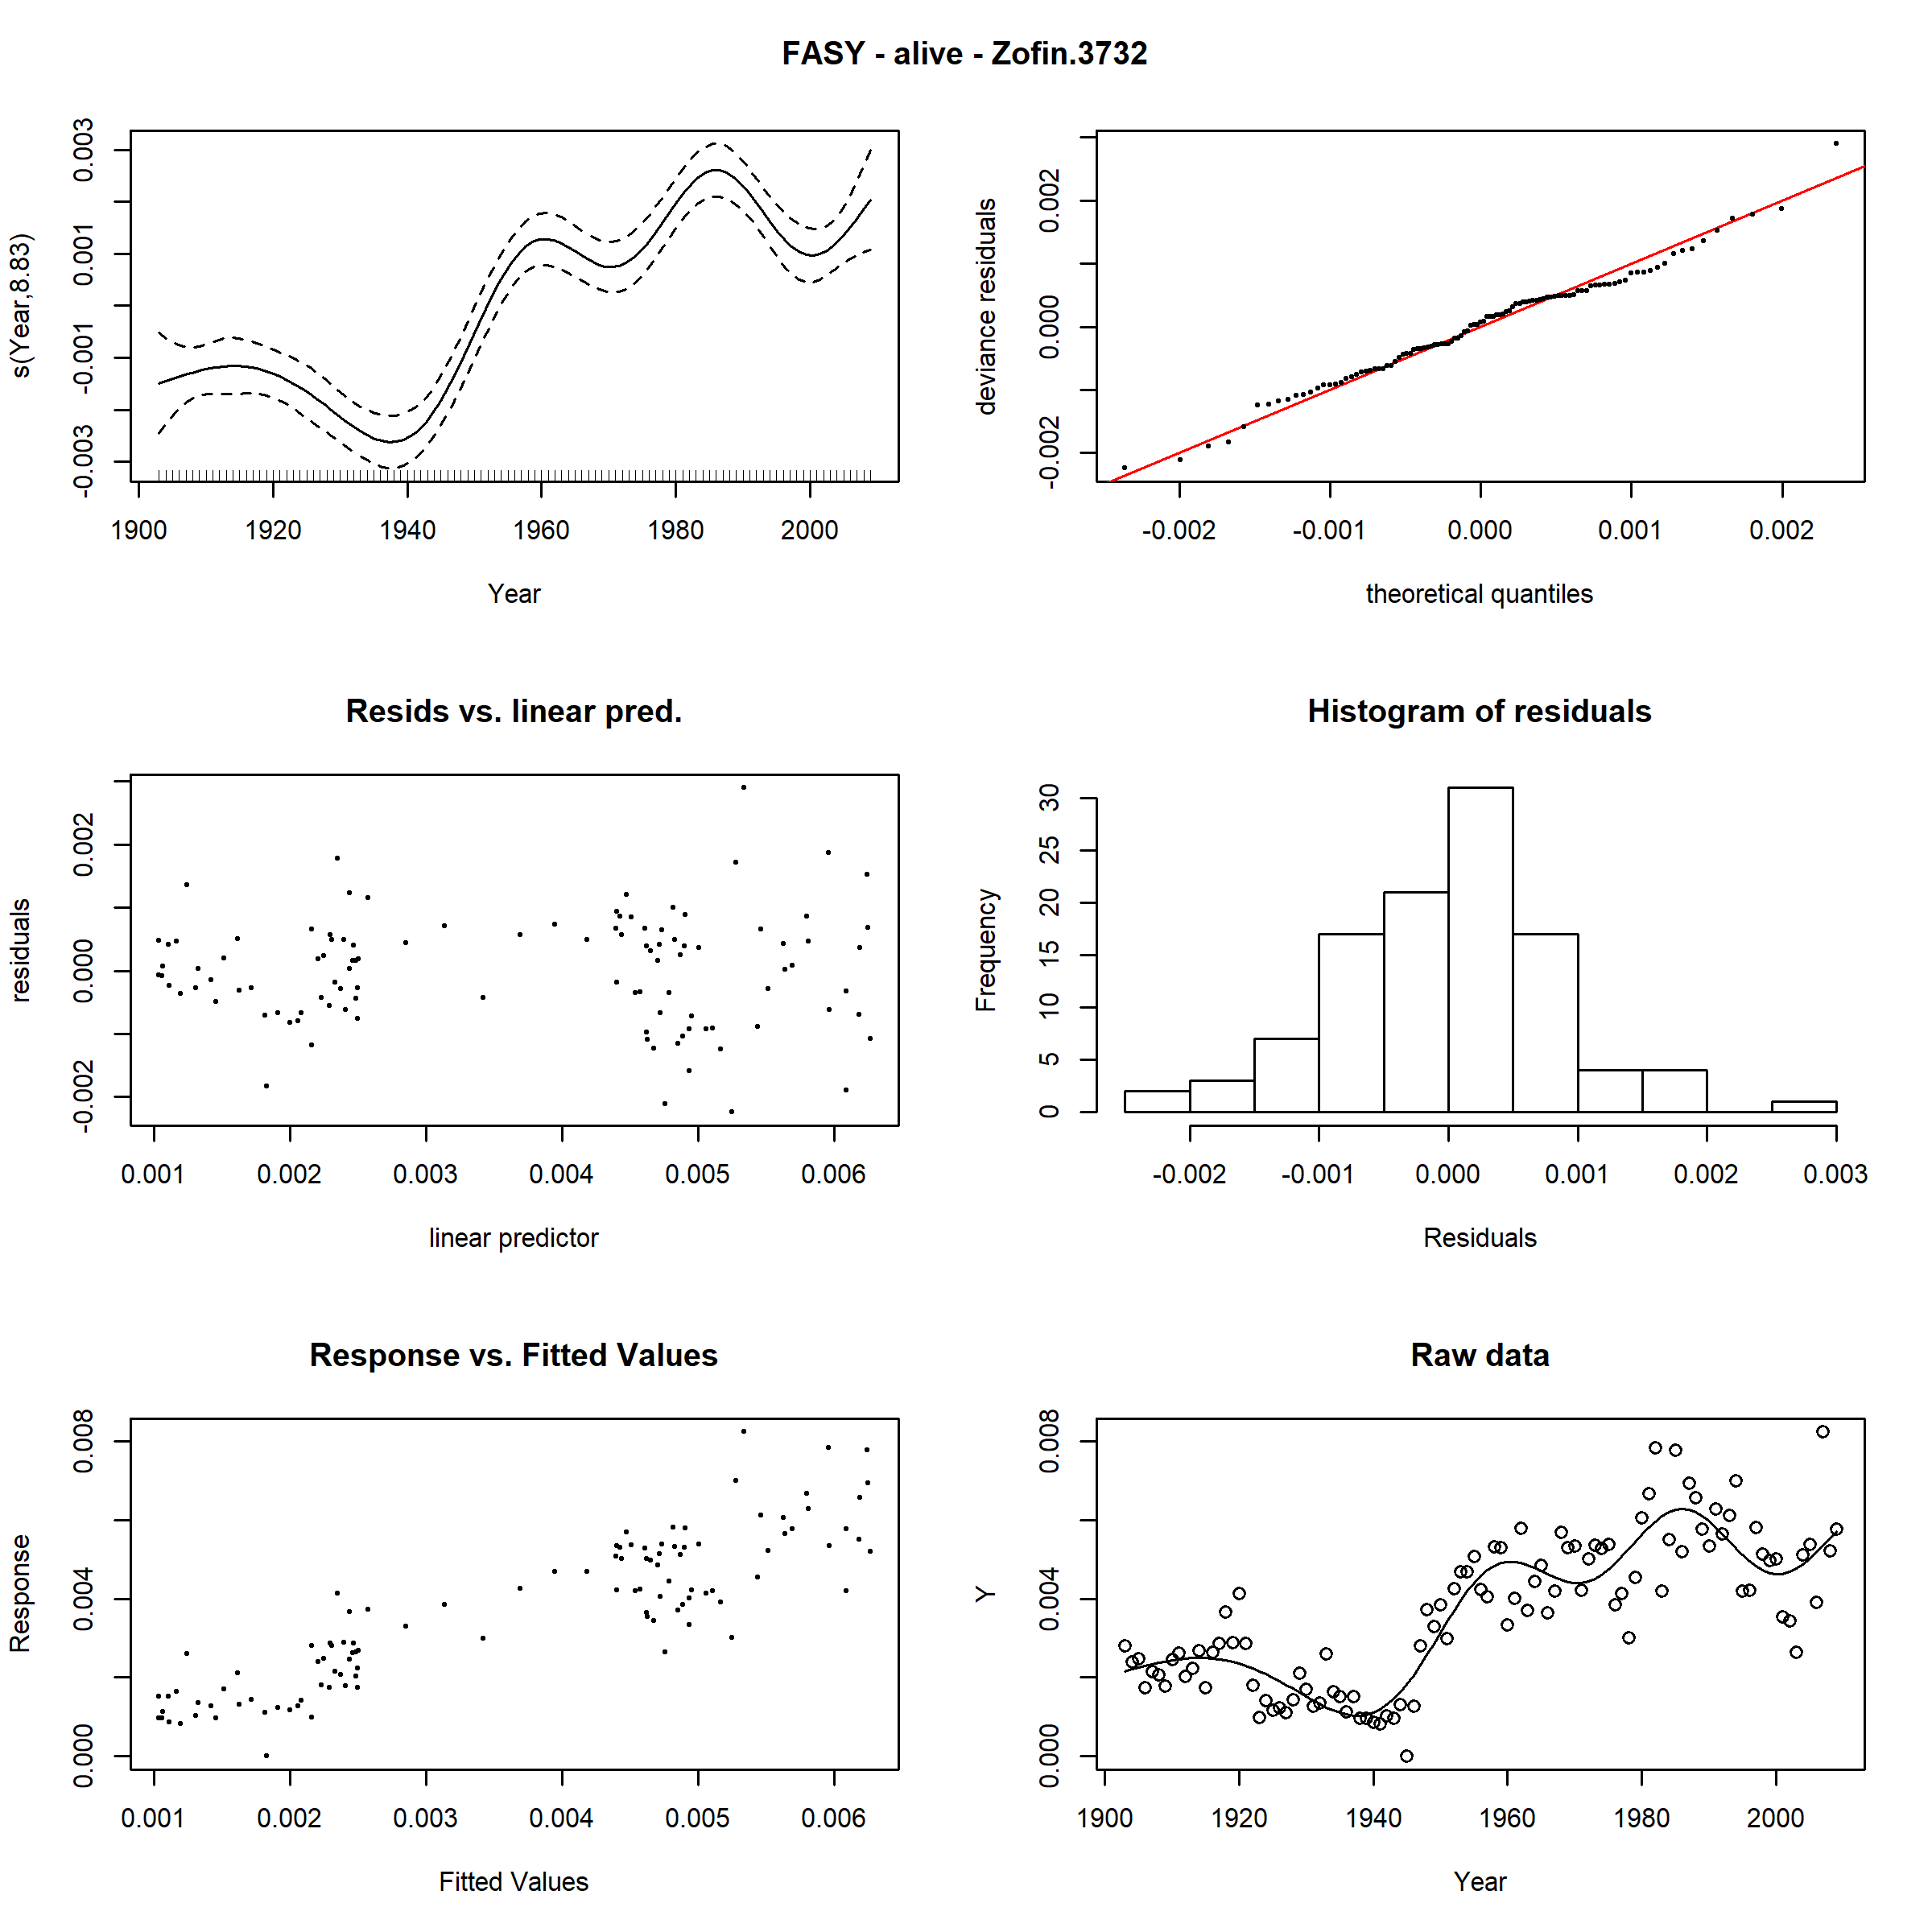 FASY - alive - Zofin.3732
s(Year,8.83)
-0.003 -0.001 0.001 0.003
1900 1920 1940 1960 1980 2000
Year
deviance residuals
-0.002 0.000 0.002
-0.002 -0.001 0.000 0.001 0.002
theoretical quantiles
Resids vs. linear pred.
residuals
-0.002 0.000 0.002
0.001 0.002 0.003 0.004 0.005 0.006
linear predictor
Histogram of residuals
Frequency
0 5 10 15 20 25 30
-0.002 -0.001 0.000 0.001 0.002 0.003
Residuals
Response vs. Fitted Values
Response
0.000 0.004 0.008
0.001 0.002 0.003 0.004 0.005 0.006
Fitted Values
Raw data
Y
0.000 0.004 0.008
1900 1920 1940 1960 1980 2000
Year